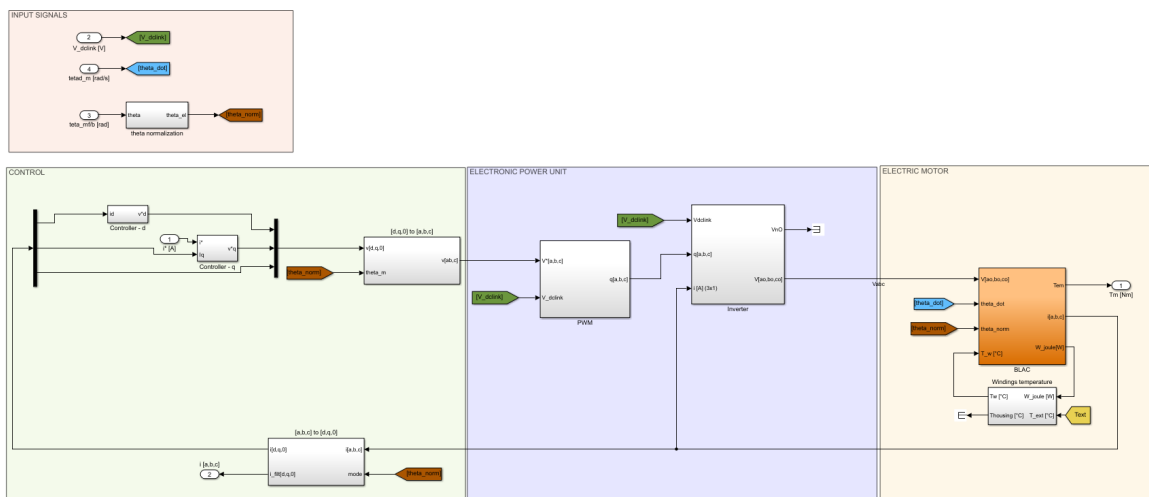 INPUT SIGNALS
2
V_dclink [V]
[V_dclink]
4
tetad_m [rad/s]
[theta_dot]
3
teta_mf/b [rad]
theta
theta_el
theta normalization
[theta_norm]
CONTROL
id
v*d
Controller - d
1
i* [A]
i*
Iq
v*q
Controller - q
[theta_norm]
[d,q,0] to [a,b,c]
v[d,q,0]
theta_m
v[ab,c]
[a,b,c] to [d,q,0]
i[d,q,0]
I[a,b,c]
i_filt[d,q,0]
mode
i [a,b,c]
2
[theta_norm]
ELECTRONIC POWER UNIT
[V_dclink]
V*[a,b,c]
q[a,b,c]
V_dclink
PWM
[V_dclink]
Vdclink
VnO
q[a,b,c]
V[ao,bo,co]
i [A] (3x1)
Inverter
Vabc
ELECTRIC MOTOR
V[ao,bo,co]
Tem
theta_dot
I[a,b,c]
theta_norm
W_joule[W]
T_w [°C]
BLAC
[theta_dot]
[theta_norm]
1
Tm [Nm]
Windings temperature
Tw [°C]
W_joule [W]
Thousing [°C]
T_ext [°C]
Text